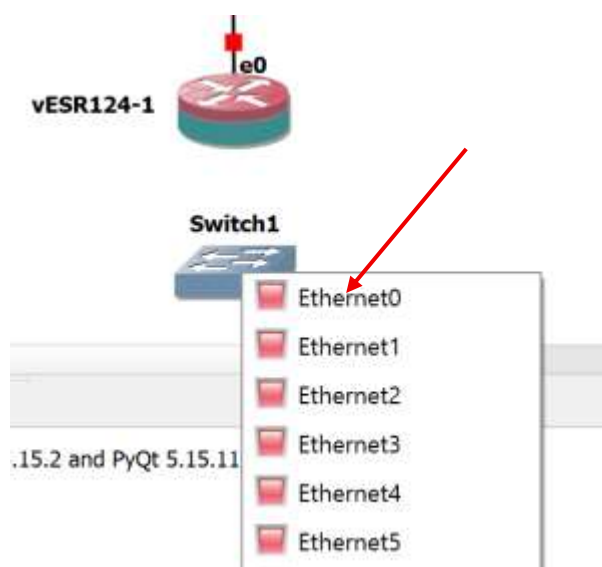 e0
vESR124-1
Switch1
Ethernet0
Ethernet1
Ethernet2
Ethernet3
.15.2 and PyQt 5.15.11
Ethernet4
Ethernet5